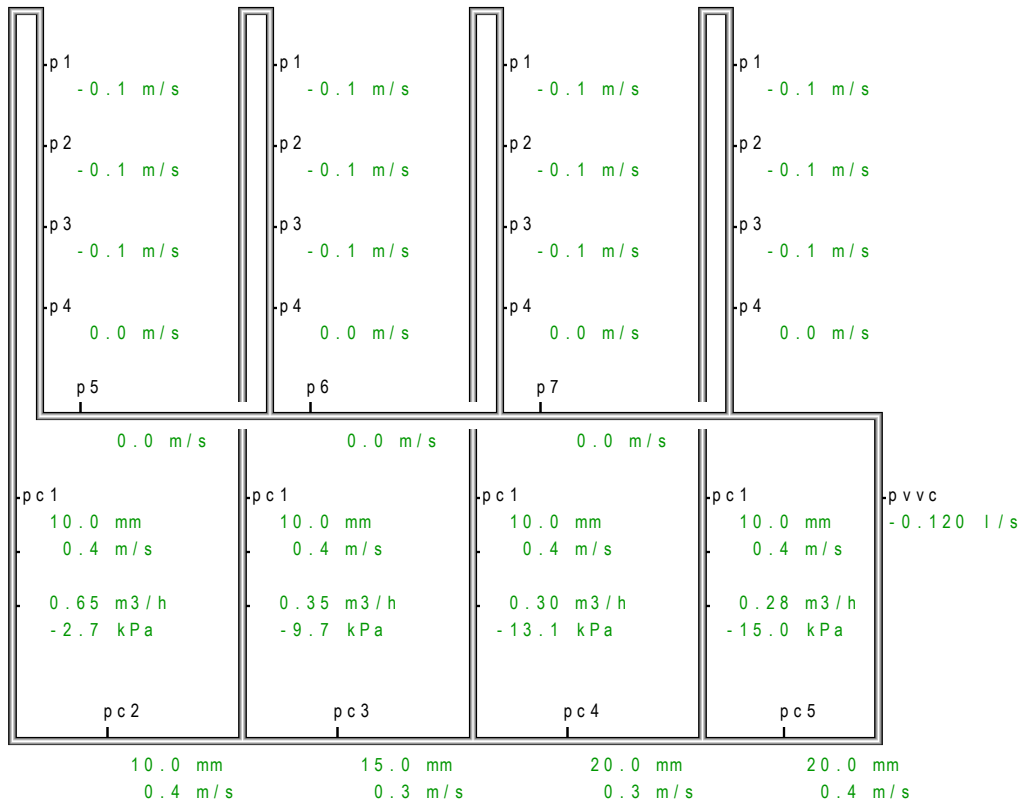 p1 p1 p1 p1
-0.1 m/s -0.1 m/s -0.1 m/s -0.1 m/s
p2 p2 p2 p2
-0.1 m/s -0.1 m/s -0.1 m/s -0.1 m/s
p3 p3 p3 p3
-0.1 m/s -0.1 m/s -0.1 m/s -0.1 m/s
p4 p4 p4 p4
0.0 m/s 0.0 m/s 0.0 m/s 0.0 m/s
p5 p6 p7
0.0 m/s 0.0 m/s 0.0 m/s
pc1 pc1 pc1 pc1 pvvc
10.0 mm 10.0 mm 10.0 mm 10.0 mm -0.120 l/s
0.4 m/s 0.4 m/s 0.4 m/s 0.4 m/s
0.65 m3/h 0.35 m3/h 0.30 m3/h 0.28 m3/h
-2.7 kPa -9.7 kPa -13.1 kPa -15.0 kPa
pc2 pc3 pc4 pc5
10.0 mm 15.0 mm 20.0 mm 20.0 mm
0.4 m/s 0.3 m/s 0.3 m/s 0.4 m/s